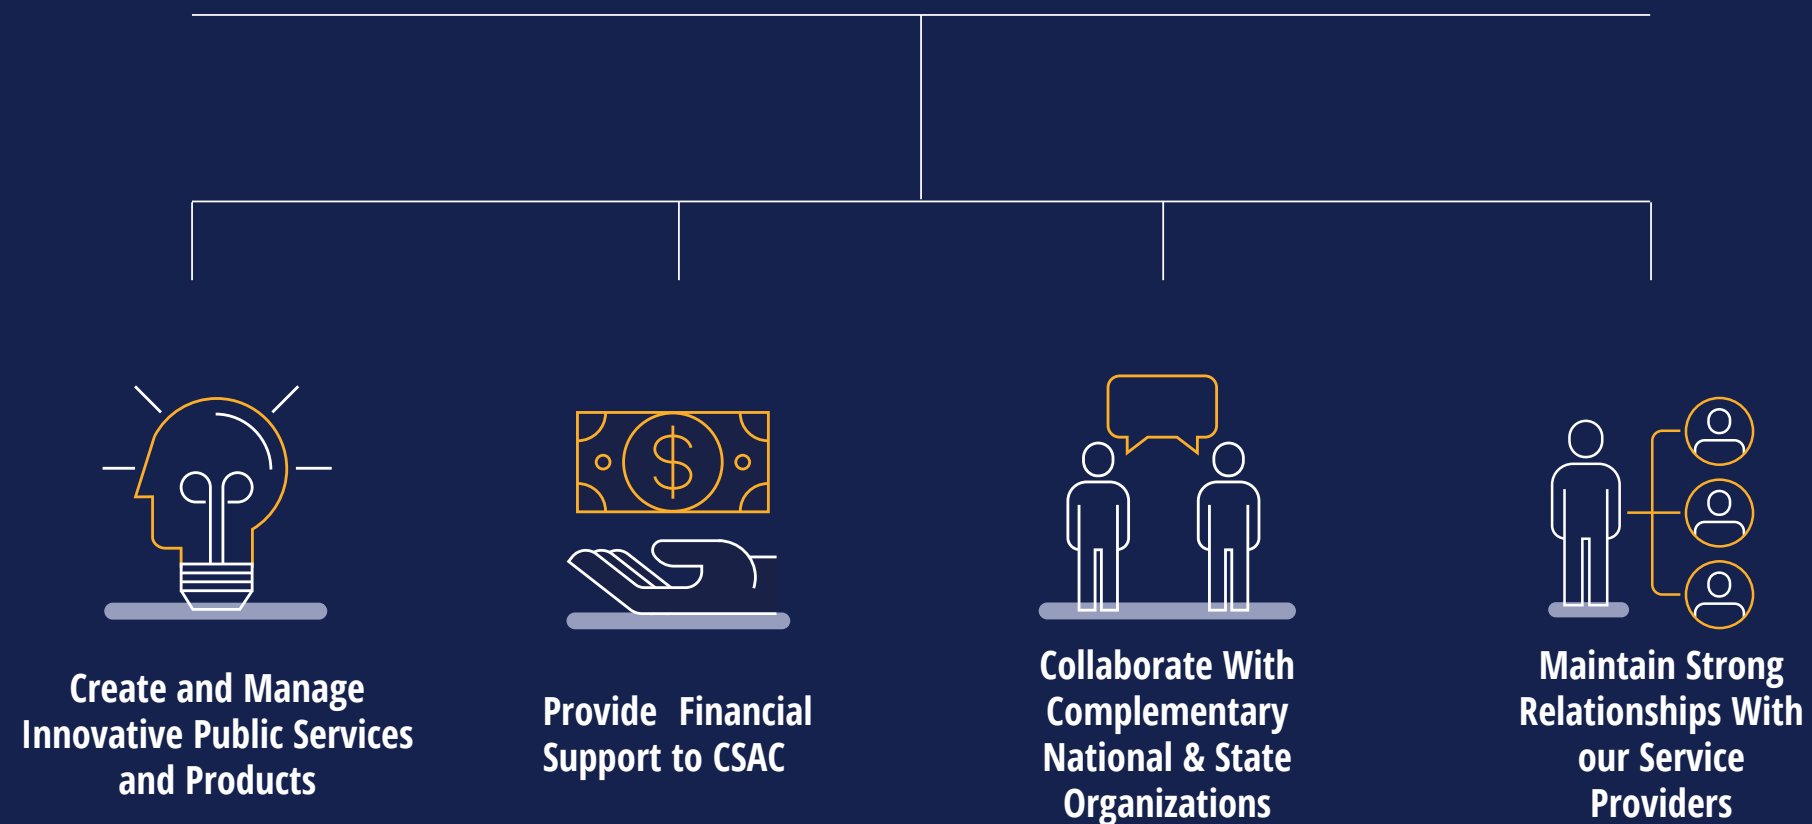 Create and Manage
Innovative Public Services
and Products
Provide Financial
Support to CSAC
Collaborate With
Complementary
National & State
Organizations
Maintain Strong
Relationships With
our Service
Providers